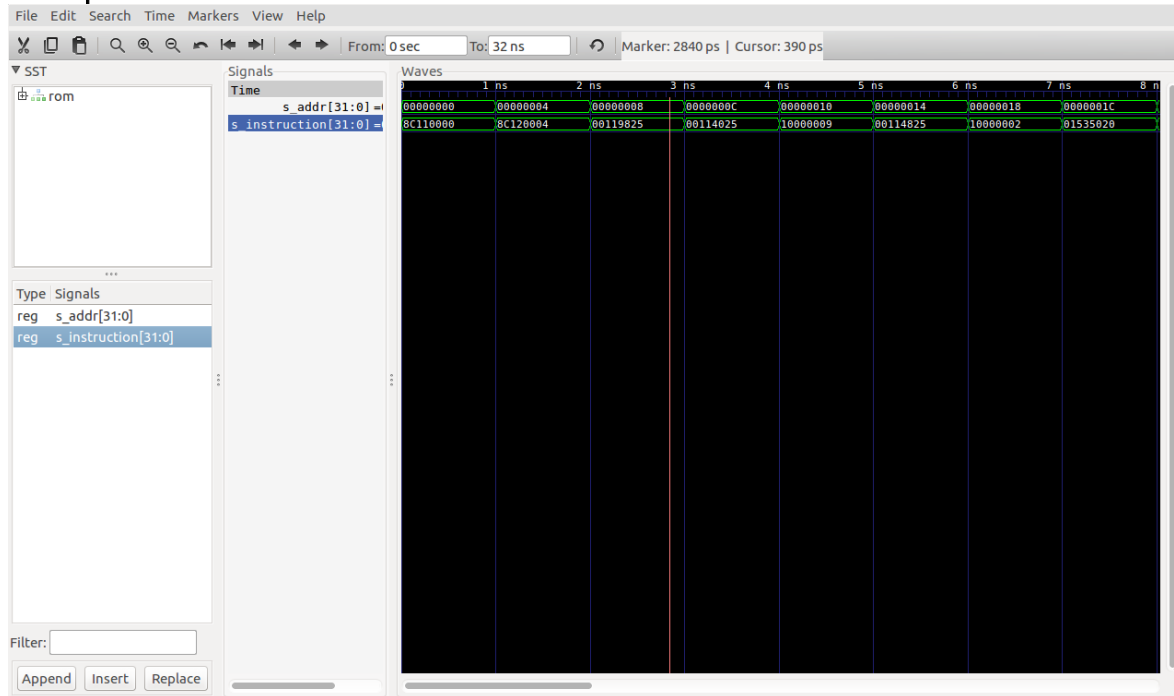 File Edit Search Time Markers View Help
From: 0 sec To: 32 ns Marker: 2840 ps | Cursor: 390 ps
SST
rom
Type Signals
reg s_addr[31:0]
reg s_instruction[31:0]
Filter:
Append Insert Replace
Signals
Time
s_addr[31:0] =
s_instruction[31:0] =
Waves
1 ns 2 ns 3 ns 4 ns 5 ns 6 ns 7 ns 8 n
00000000 00000004 00000008 0000000C 00000010 00000014 00000018 0000001C
8C110000 8C120004 00119825 00114025 10000009 00114825 10000002 01535020